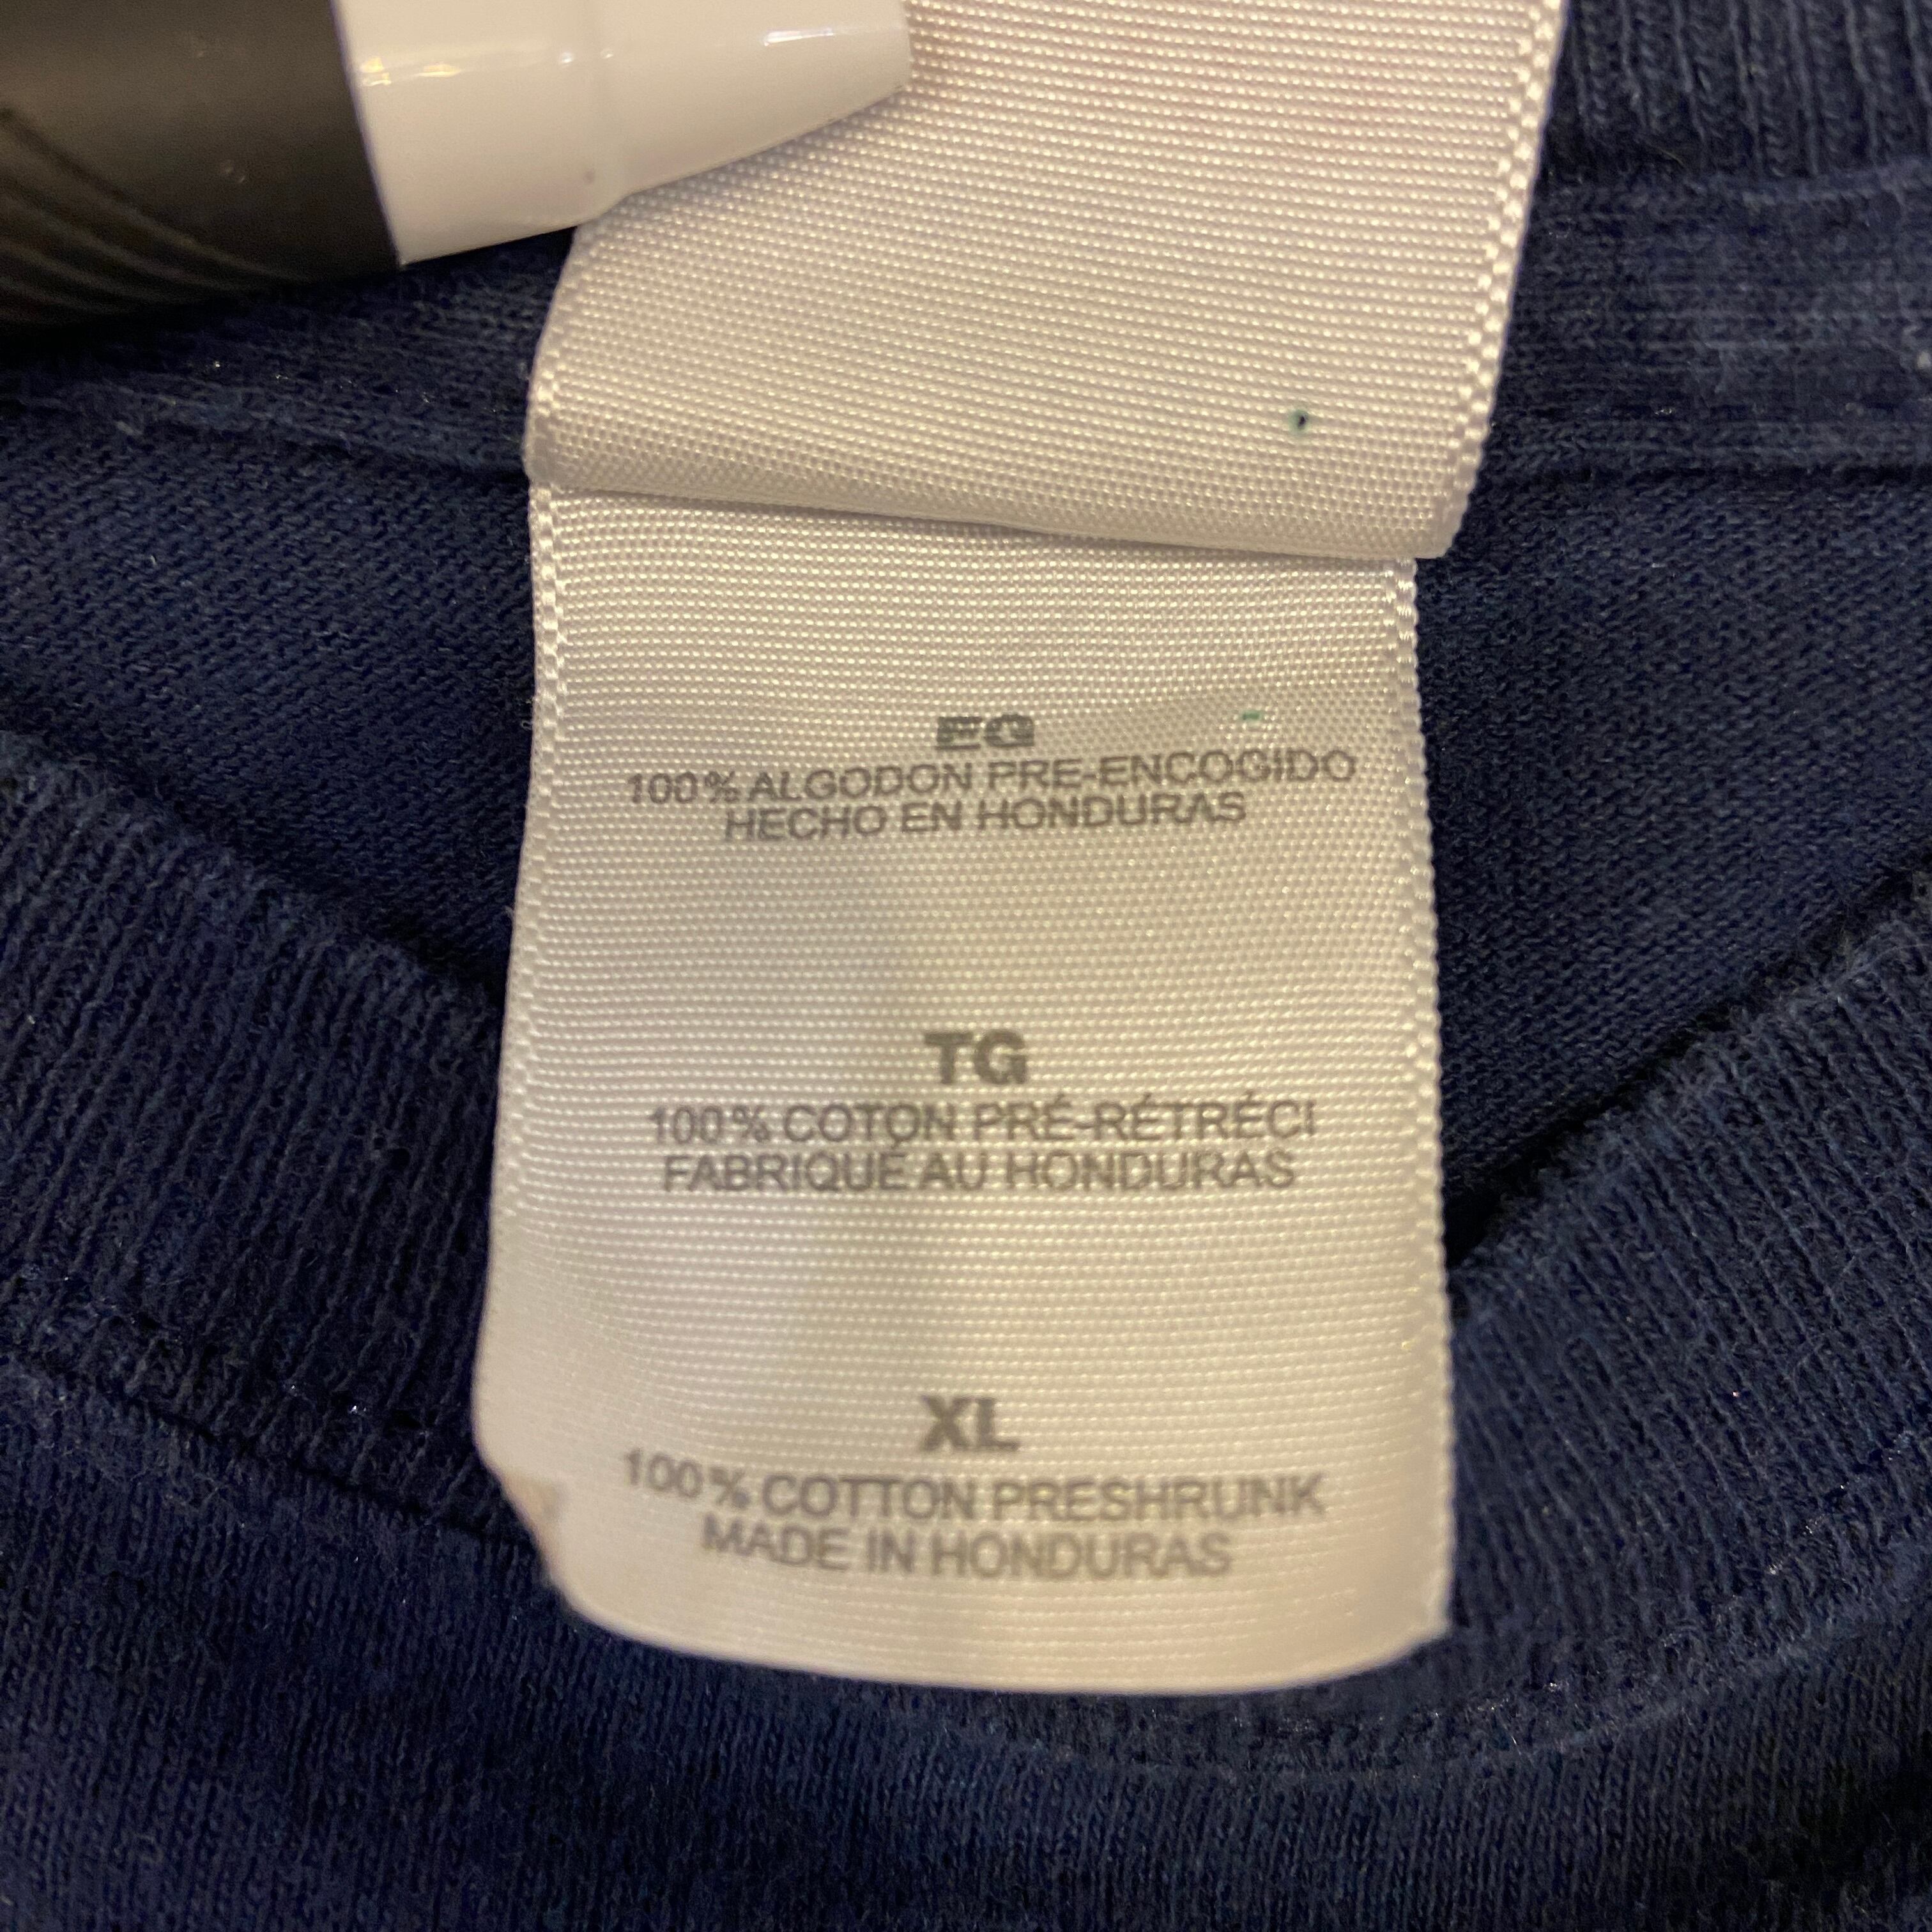 EG
100% ALGODON PRE-ENCOGIDO
HECHO EN HONDURAS
TG
100% COTON PRÉ-RÉTRÉCI
FABRIQUÉ AU HONDURAS
XL
100% COTTON PRESHRUNK
MADE IN HONDURAS